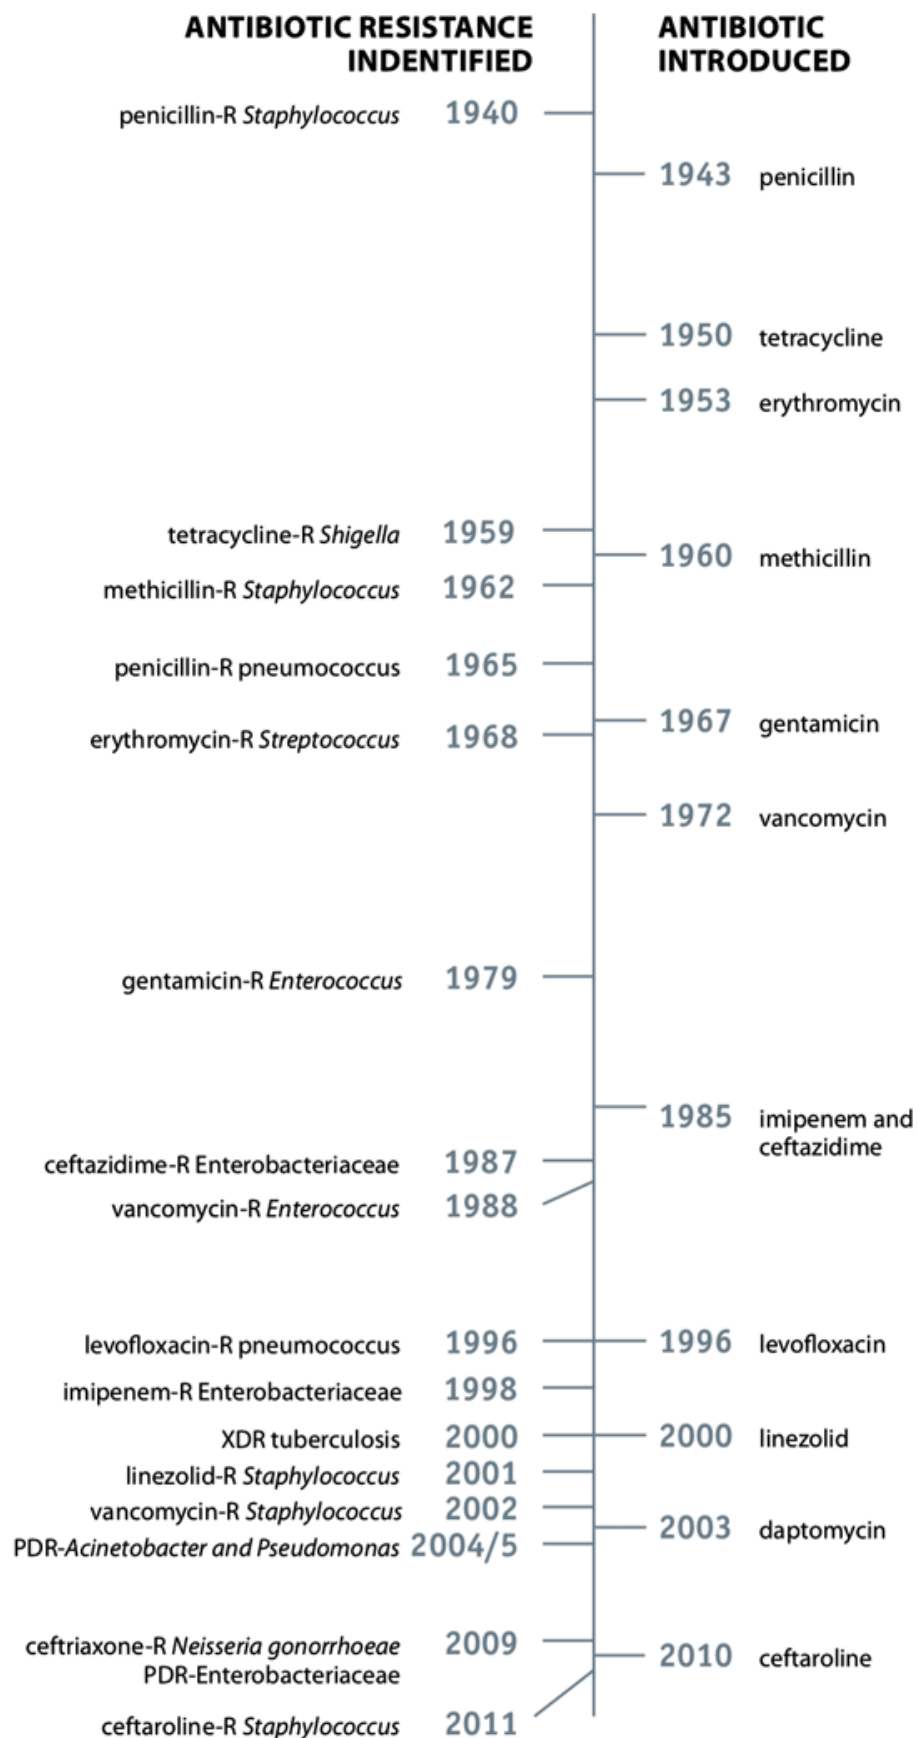 ANTIBIOTIC RESISTANCE
INDENTIFIED
ANTIBIOTIC
INTRODUCED
penicillin-R Staphylococcus 1940
1943 penicillin
1950 tetracycline
1953 erythromycin
tetracycline-R Shigella 1959
1960 methicillin
methicillin-R Staphylococcus 1962
penicillin-R pneumococcus 1965
1967 gentamicin
erythromycin-R Streptococcus 1968
1972 vancomycin
gentamicin-R Enterococcus 1979
1985 imipenem and
ceftazidime
ceftazidime-R Enterobacteriaceae 1987
vancomycin-R Enterococcus 1988
levofloxacin-R pneumococcus 1996
1996 levofloxacin
imipenem-R Enterobacteriaceae 1998
XDR tuberculosis 2000
2000 linezolid
linezolid-R Staphylococcus 2001
vancomycin-R Staphylococcus 2002
2003 daptomycin
PDR-Acinetobacter and Pseudomonas 2004/5
ceftriaxone-R Neisseria gonorrhoeae 2009
PDR-Enterobacteriaceae
2010 ceftaroline
ceftaroline-R Staphylococcus 2011